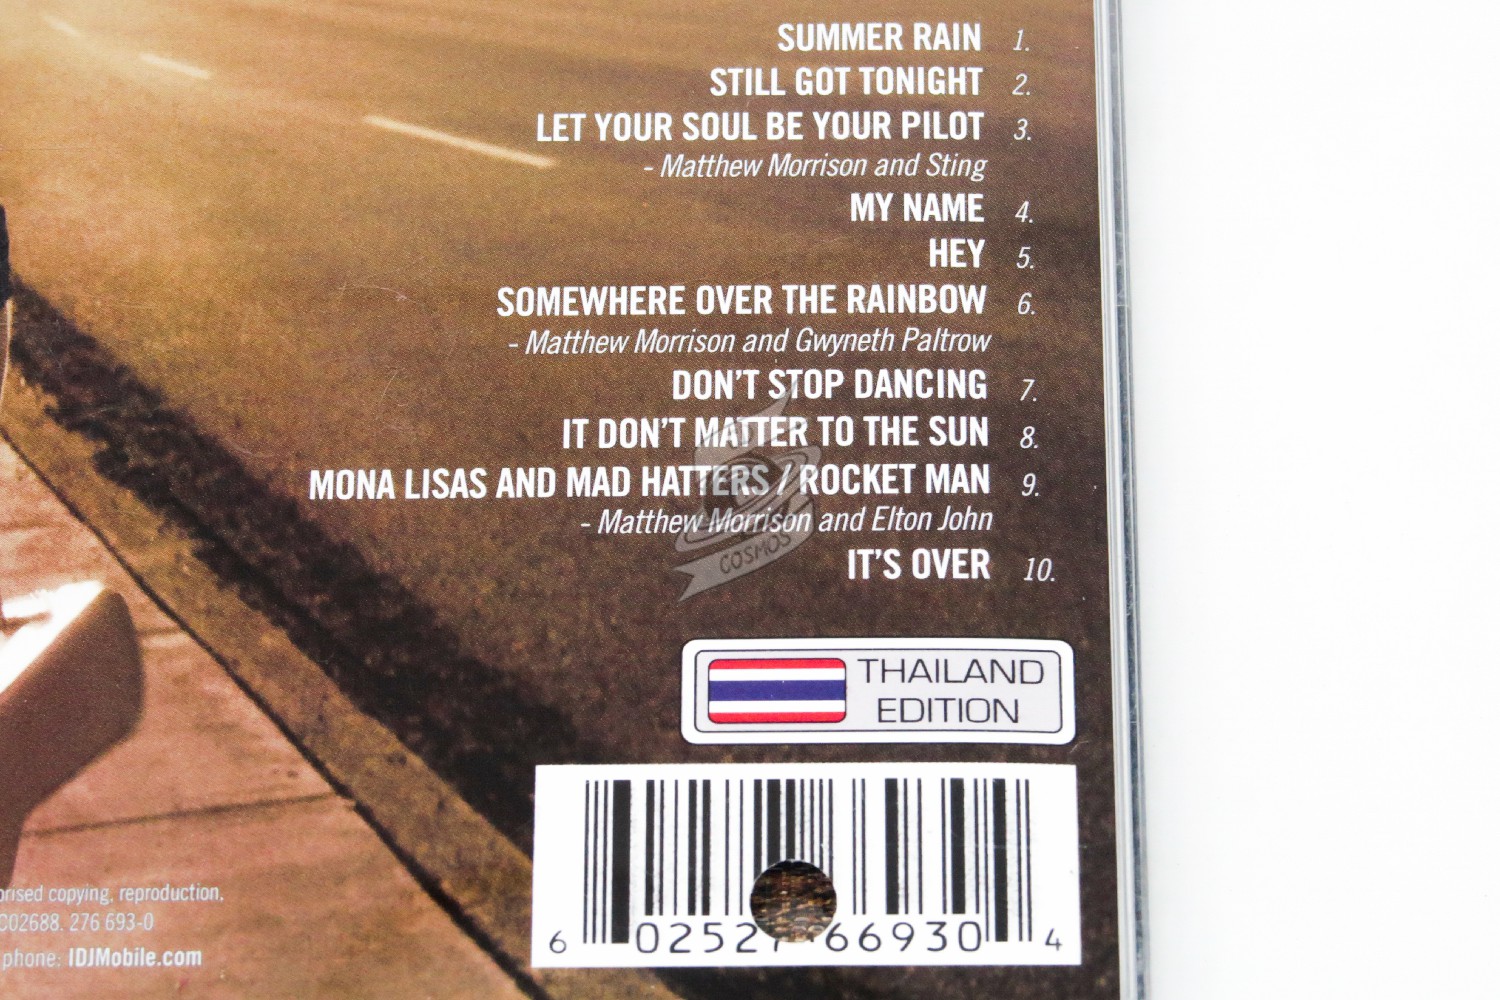 SUMMER RAIN 1.
STILL GOT TONIGHT 2.
LET YOUR SOUL BE YOUR PILOT 3.
- Matthew Morrison and Sting
MY NAME 4.
HEY 5.
SOMEWHERE OVER THE RAINBOW 6.
- Matthew Morrison and Gwyneth Paltrow
DON'T STOP DANCING 7.
IT DON'T MATTER TO THE SUN 8.
MONA LISAS AND MAD HATTERS / ROCKET MAN 9.
- Matthew Morrison and Elton John
COSMOS
IT'S OVER 10.
THAILAND
EDITION
6 02527 66930 4
copying, reproduction,
C02688. 276 693-0
phone: IDJMobile.com